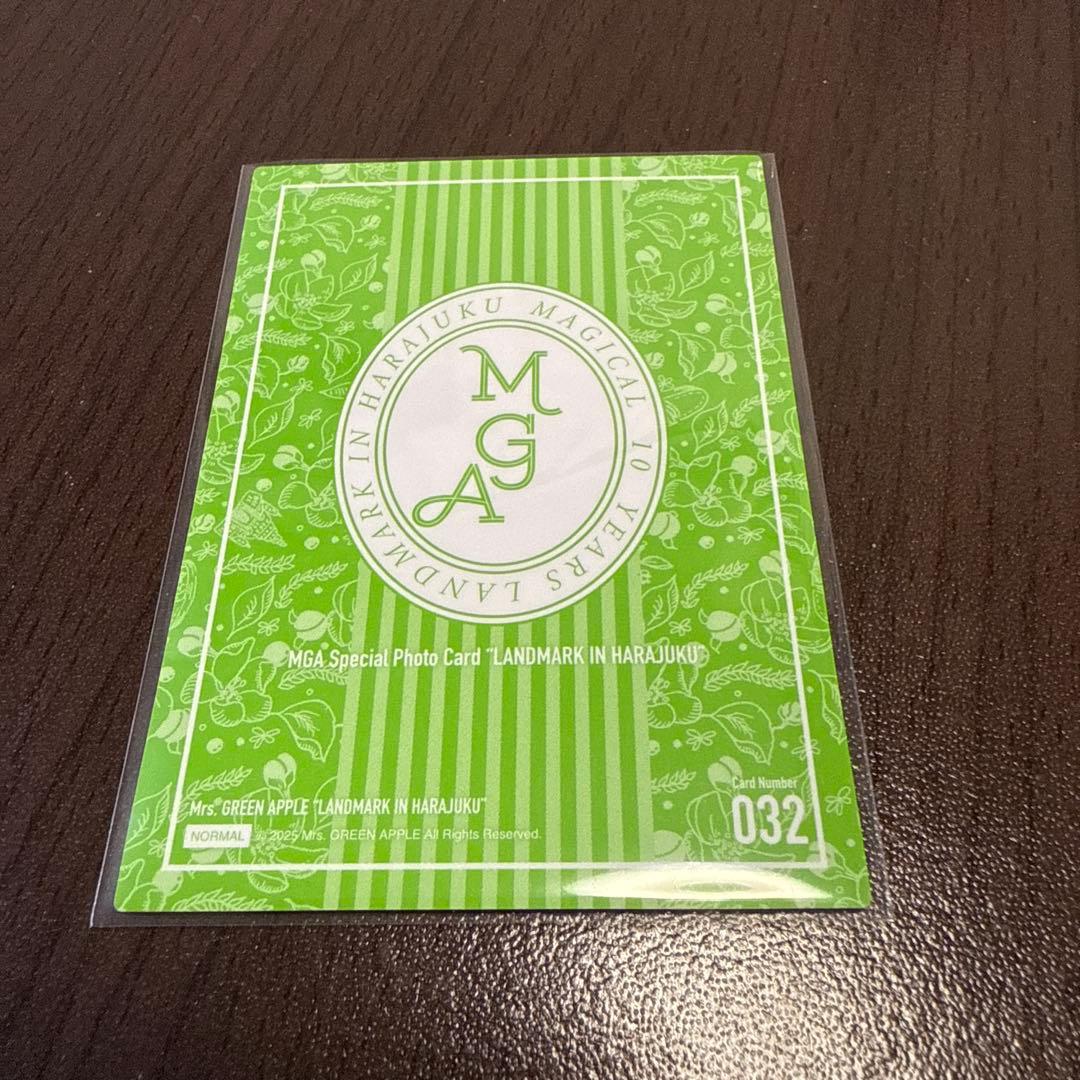 LANDMARK IN HARAJUKU MAGICAL 10 YEARS
M
G
A
MGA Special Photo Card "LANDMARK IN HARAJUKU"
Card Number
032
Mrs. GREEN APPLE "LANDMARK IN HARAJUKU"
NORMAL © 2025 Mrs. GREEN APPLE All Rights Reserved.